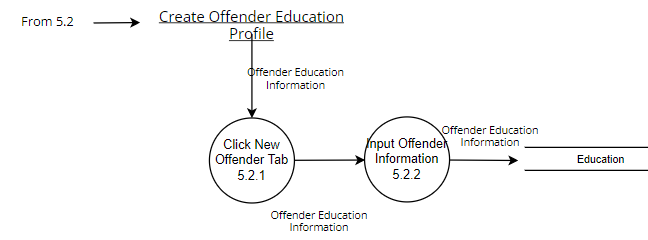 From 5.2
Create Offender Education
Profile
Offender Education
Information
Click New
Offender Tab
5.2.1
Input Offender
Information
5.2.2
Offender Education
Information
Education
Offender Education
Information